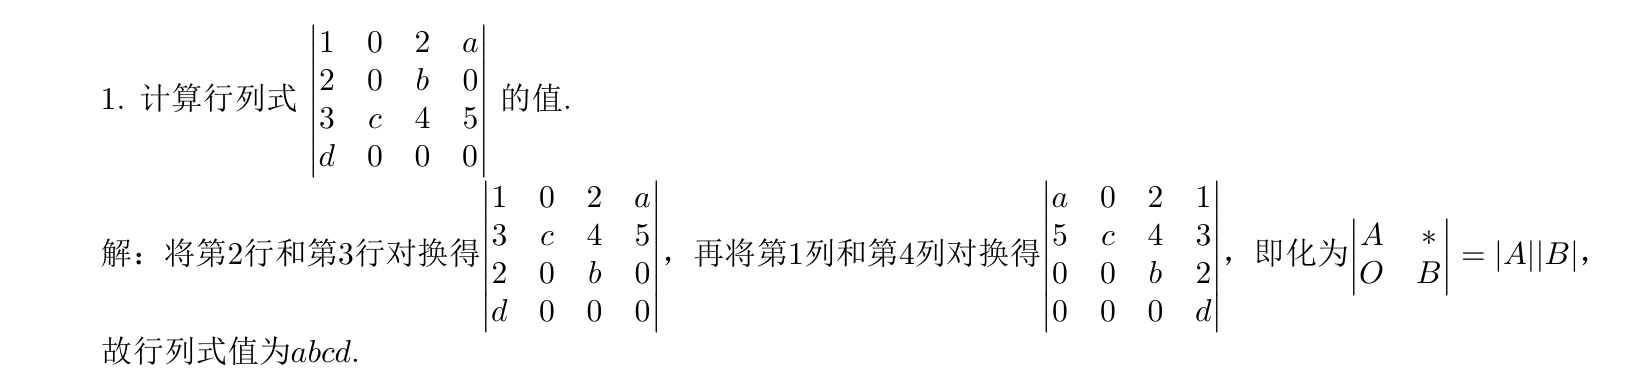 1. 计算行列式 $\begin{vmatrix} 1 & 0 & 2 & a \\ 2 & 0 & b & 0 \\ 3 & c & 4 & 5 \\ d & 0 & 0 & 0 \end{vmatrix}$ 的值.
解：将第2行和第3行对换得$\begin{vmatrix} 1 & 0 & 2 & a \\ 3 & c & 4 & 5 \\ 2 & 0 & b & 0 \\ d & 0 & 0 & 0 \end{vmatrix}$，再将第1列和第4列对换得$\begin{vmatrix} a & 0 & 2 & 1 \\ 5 & c & 4 & 3 \\ 0 & 0 & b & 2 \\ 0 & 0 & 0 & d \end{vmatrix}$，即化为$\begin{vmatrix} A & * \\ O & B \end{vmatrix} = |A||B|$，
故行列式值为$abcd$.